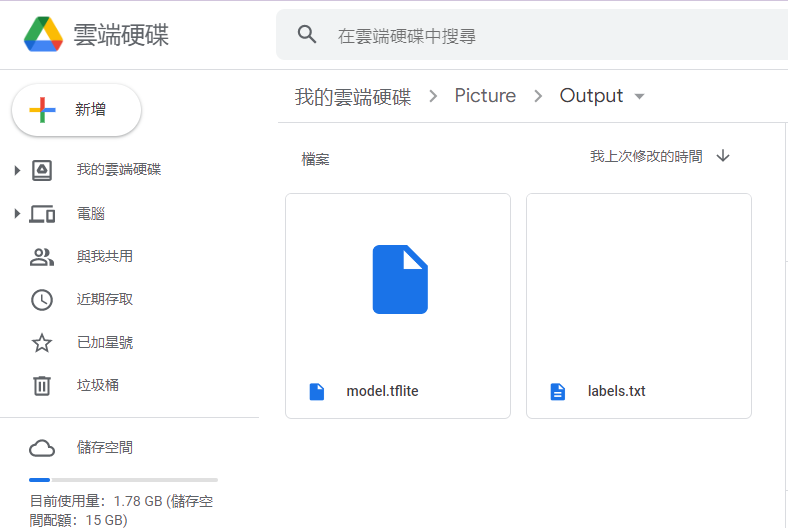 雲端硬碟
在雲端硬碟中搜尋
新增
我的雲端硬碟
電腦
與我共用
近期存取
已加星號
垃圾桶
儲存空間
目前使用量：1.78 GB (儲存空
間配額：15 GB)
我的雲端硬碟 > Picture > Output
檔案
我上次修改的時間
model.tflite
labels.txt